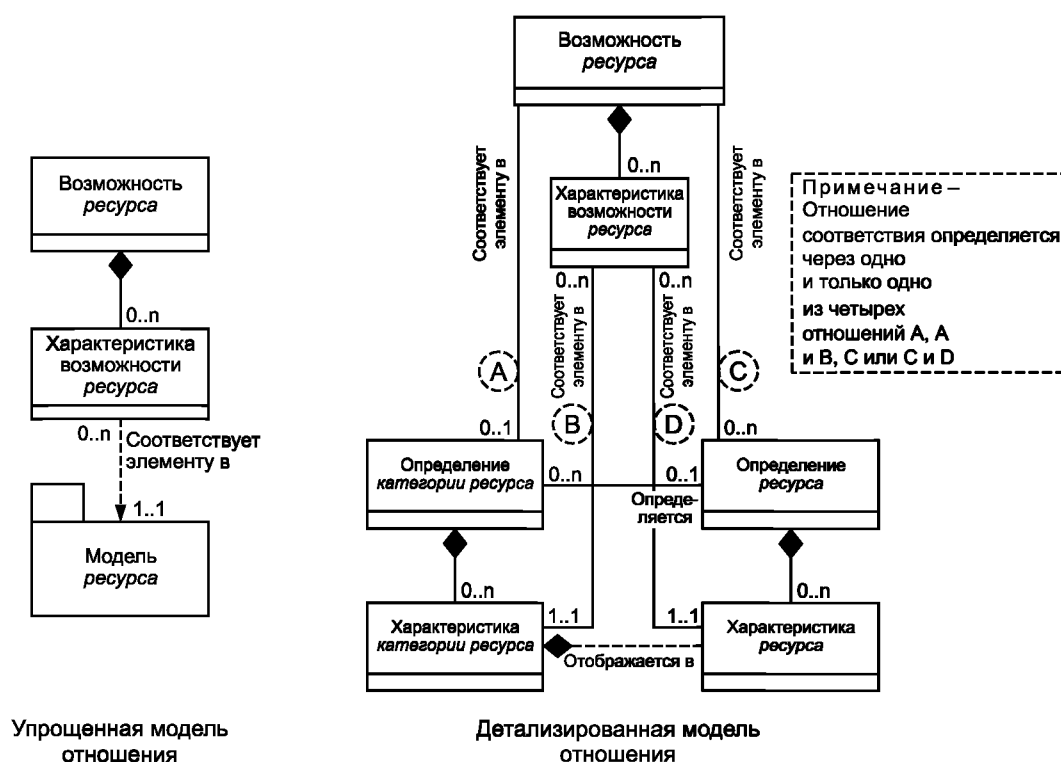 Возможность
ресурса
0..n
Характеристика
возможности
ресурса
0..n
Соответствует
элементу в
1..1
Модель
ресурса
Упрощенная модель
отношения
Возможность
ресурса
Соответствует
элементу в
0..n
Соответствует
элементу в
Характеристика
возможности
ресурса
0..n
0..n
Соответствует
элементу в
Соответствует
элементу в
A
B
D
C
0..1
0..n
Определение
категории ресурса
0..n
0..1
Опреде-
ляется
Определение
ресурса
0..n
0..n
Характеристика
категории ресурса
1..1
1..1
Отображается в
Характеристика
ресурса
Детализированная модель
отношения
Примечание –
Отношение
соответствия определяется
через одно
и только одно
из четырех
отношений A, A
и B, C или C и D